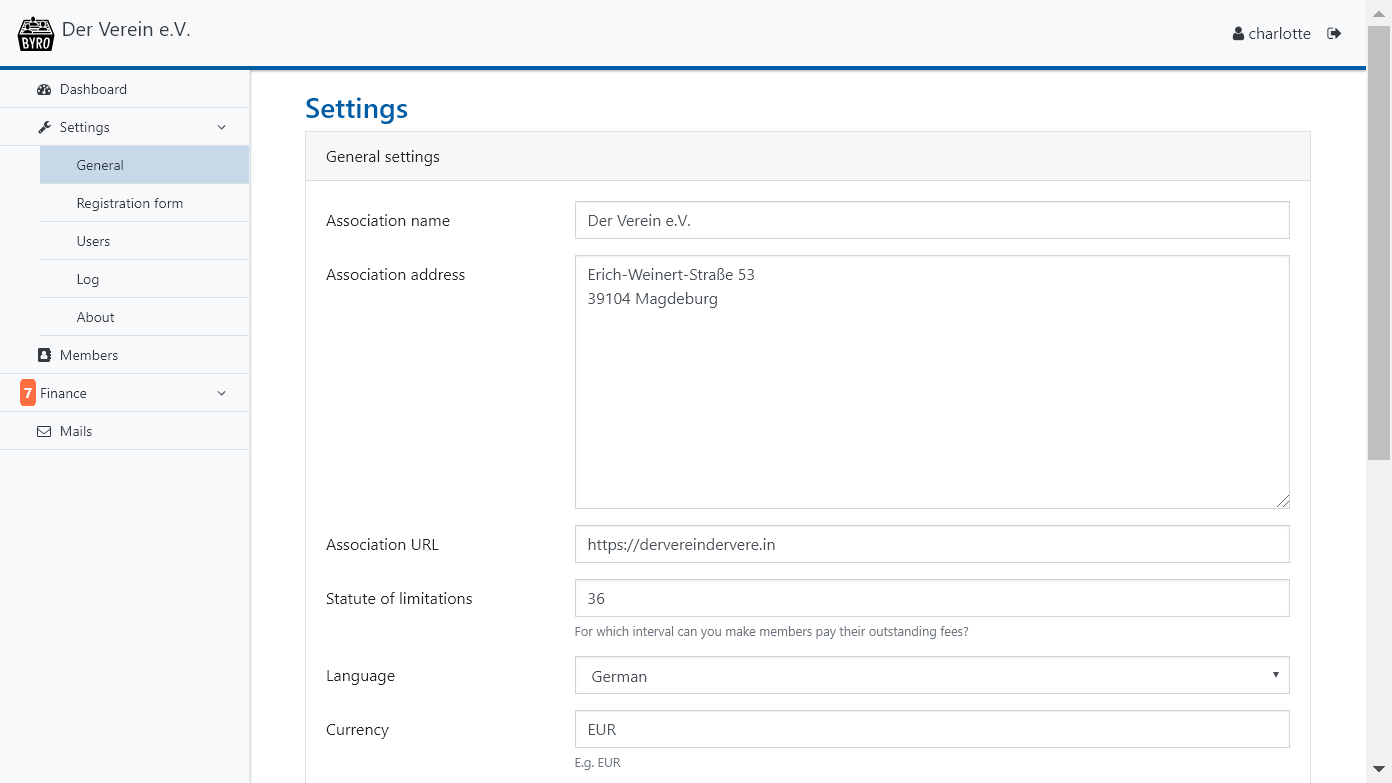 BYRO
Der Verein e.V.
charlotte
Dashboard
Settings
General
Registration form
Users
Log
About
Members
7 Finance
Mails
Settings
General settings
Association name
Der Verein e.V.
Association address
Erich-Weinert-Straße 53
39104 Magdeburg
Association URL
https://dervereindervere.in
Statute of limitations
36
For which interval can you make members pay their outstanding fees?
Language
German
Currency
EUR
E.g. EUR